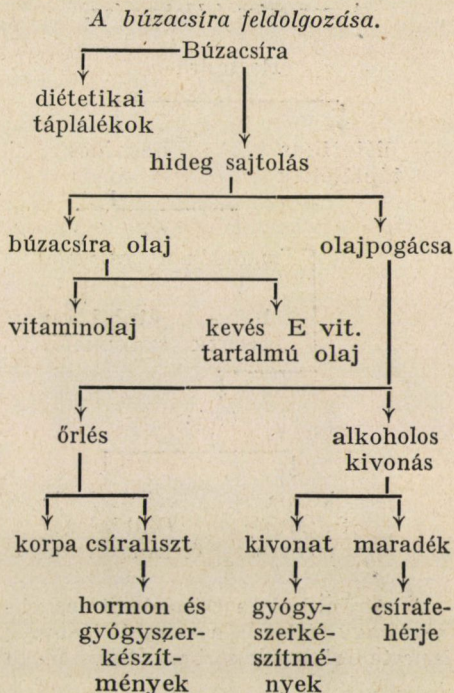 A búzacsíra feldolgozása.
Búzacsíra
diétetikai
táplálékok
hideg sajtolás
búzacsíra olaj
olajpogácsa
vitaminolaj
kevés E vit.
tartalmú olaj
őrlés
alkoholos
kivonás
korpa csíraliszt
kivonat maradék
hormon és
gyógyszer-
készít-
mények
gyógy-
szerké-
szítmé-
nyek
csírafe-
hérje